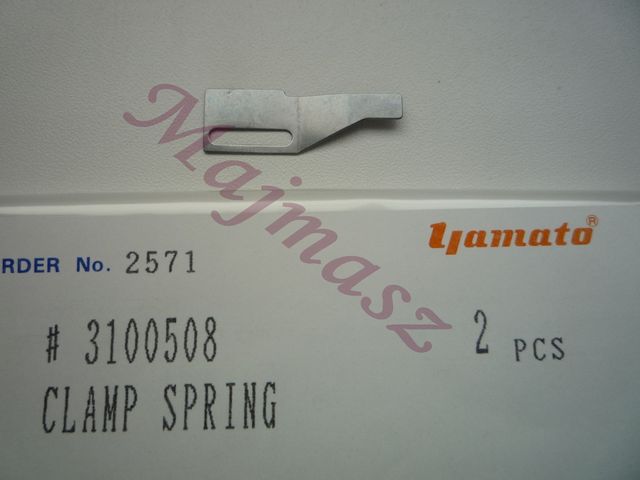 Majmasz
yamato®
RDER No. 2571
# 3100508
2 PCS
CLAMP SPRING